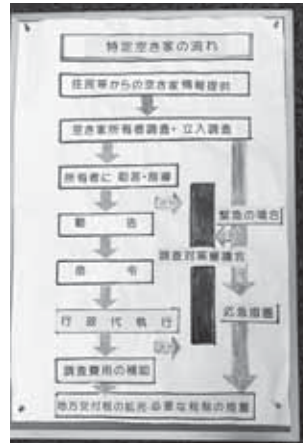 特定空き家の流れ
住民等からの空き家情報提供
空き家所有者調査・立入調査
所有者に助言・指導
勧告
緊急の場合
調査対策審議会
命令
応急措置
行政代執行
調査費用の補助
地方交付税の拡充・必要な税制の措置